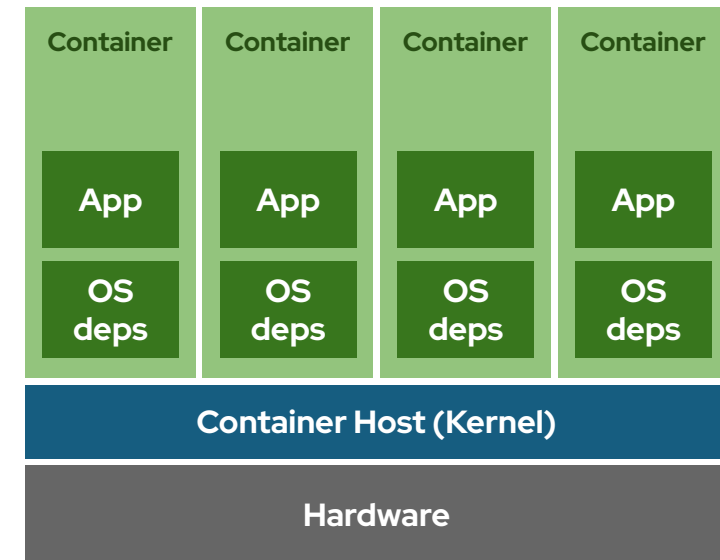 Container Container Container Container
App App App App
OS OS OS OS
deps deps deps deps
Container Host (Kernel)
Hardware